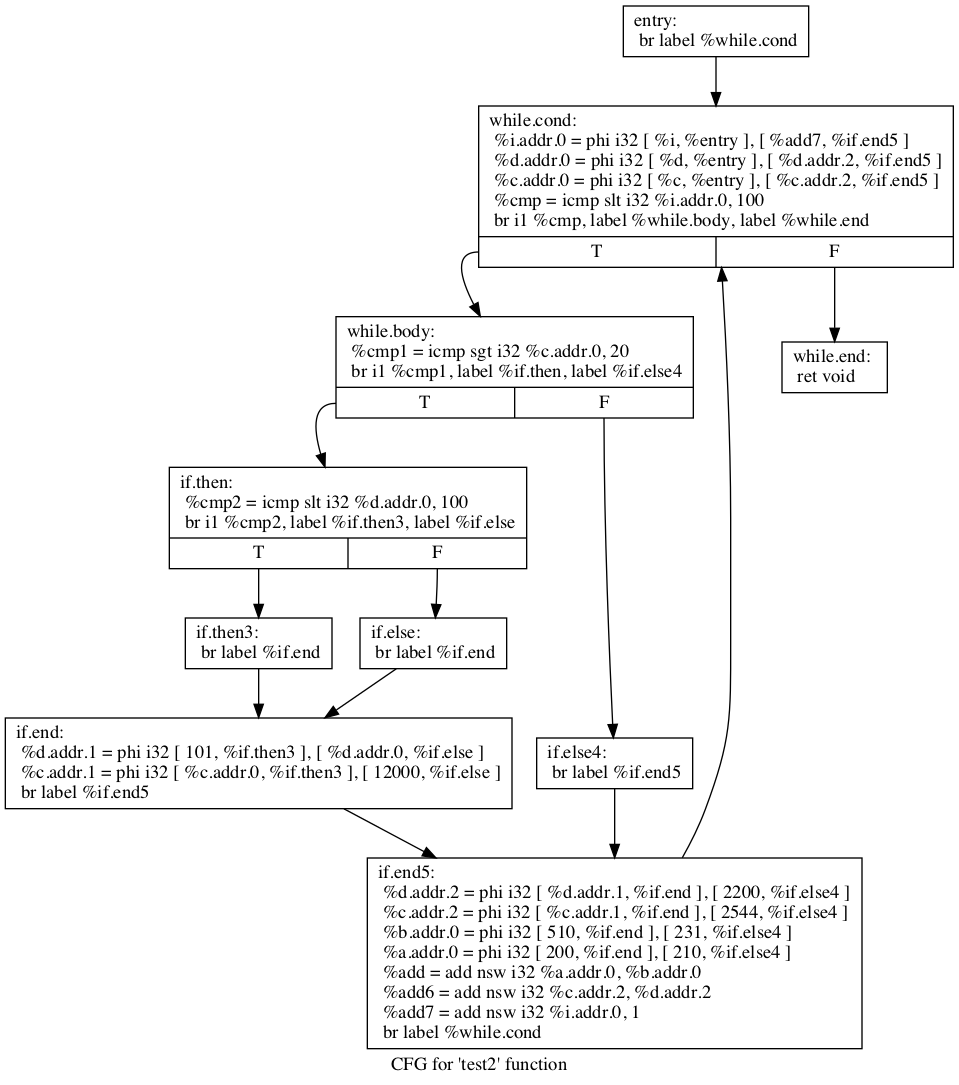 entry:
br label %while.cond
while.cond:
%i.addr.0 = phi i32 [ %i, %entry ], [ %add7, %if.end5 ]
%d.addr.0 = phi i32 [ %d, %entry ], [ %d.addr.2, %if.end5 ]
%c.addr.0 = phi i32 [ %c, %entry ], [ %c.addr.2, %if.end5 ]
%cmp = icmp slt i32 %i.addr.0, 100
br i1 %cmp, label %while.body, label %while.end
T F
while.body:
%cmp1 = icmp sgt i32 %c.addr.0, 20
br i1 %cmp1, label %if.then, label %if.else4
T F
while.end:
ret void
if.then:
%cmp2 = icmp slt i32 %d.addr.0, 100
br i1 %cmp2, label %if.then3, label %if.else
T F
if.then3:
br label %if.end
if.else:
br label %if.end
if.end:
%d.addr.1 = phi i32 [ 101, %if.then3 ], [ %d.addr.0, %if.else ]
%c.addr.1 = phi i32 [ %c.addr.0, %if.then3 ], [ 12000, %if.else ]
br label %if.end5
if.else4:
br label %if.end5
if.end5:
%d.addr.2 = phi i32 [ %d.addr.1, %if.end ], [ 2200, %if.else4 ]
%c.addr.2 = phi i32 [ %c.addr.1, %if.end ], [ 2544, %if.else4 ]
%b.addr.0 = phi i32 [ 510, %if.end ], [ 231, %if.else4 ]
%a.addr.0 = phi i32 [ 200, %if.end ], [ 210, %if.else4 ]
%add = add nsw i32 %a.addr.0, %b.addr.0
%add6 = add nsw i32 %c.addr.2, %d.addr.2
%add7 = add nsw i32 %i.addr.0, 1
br label %while.cond
CFG for 'test2' function